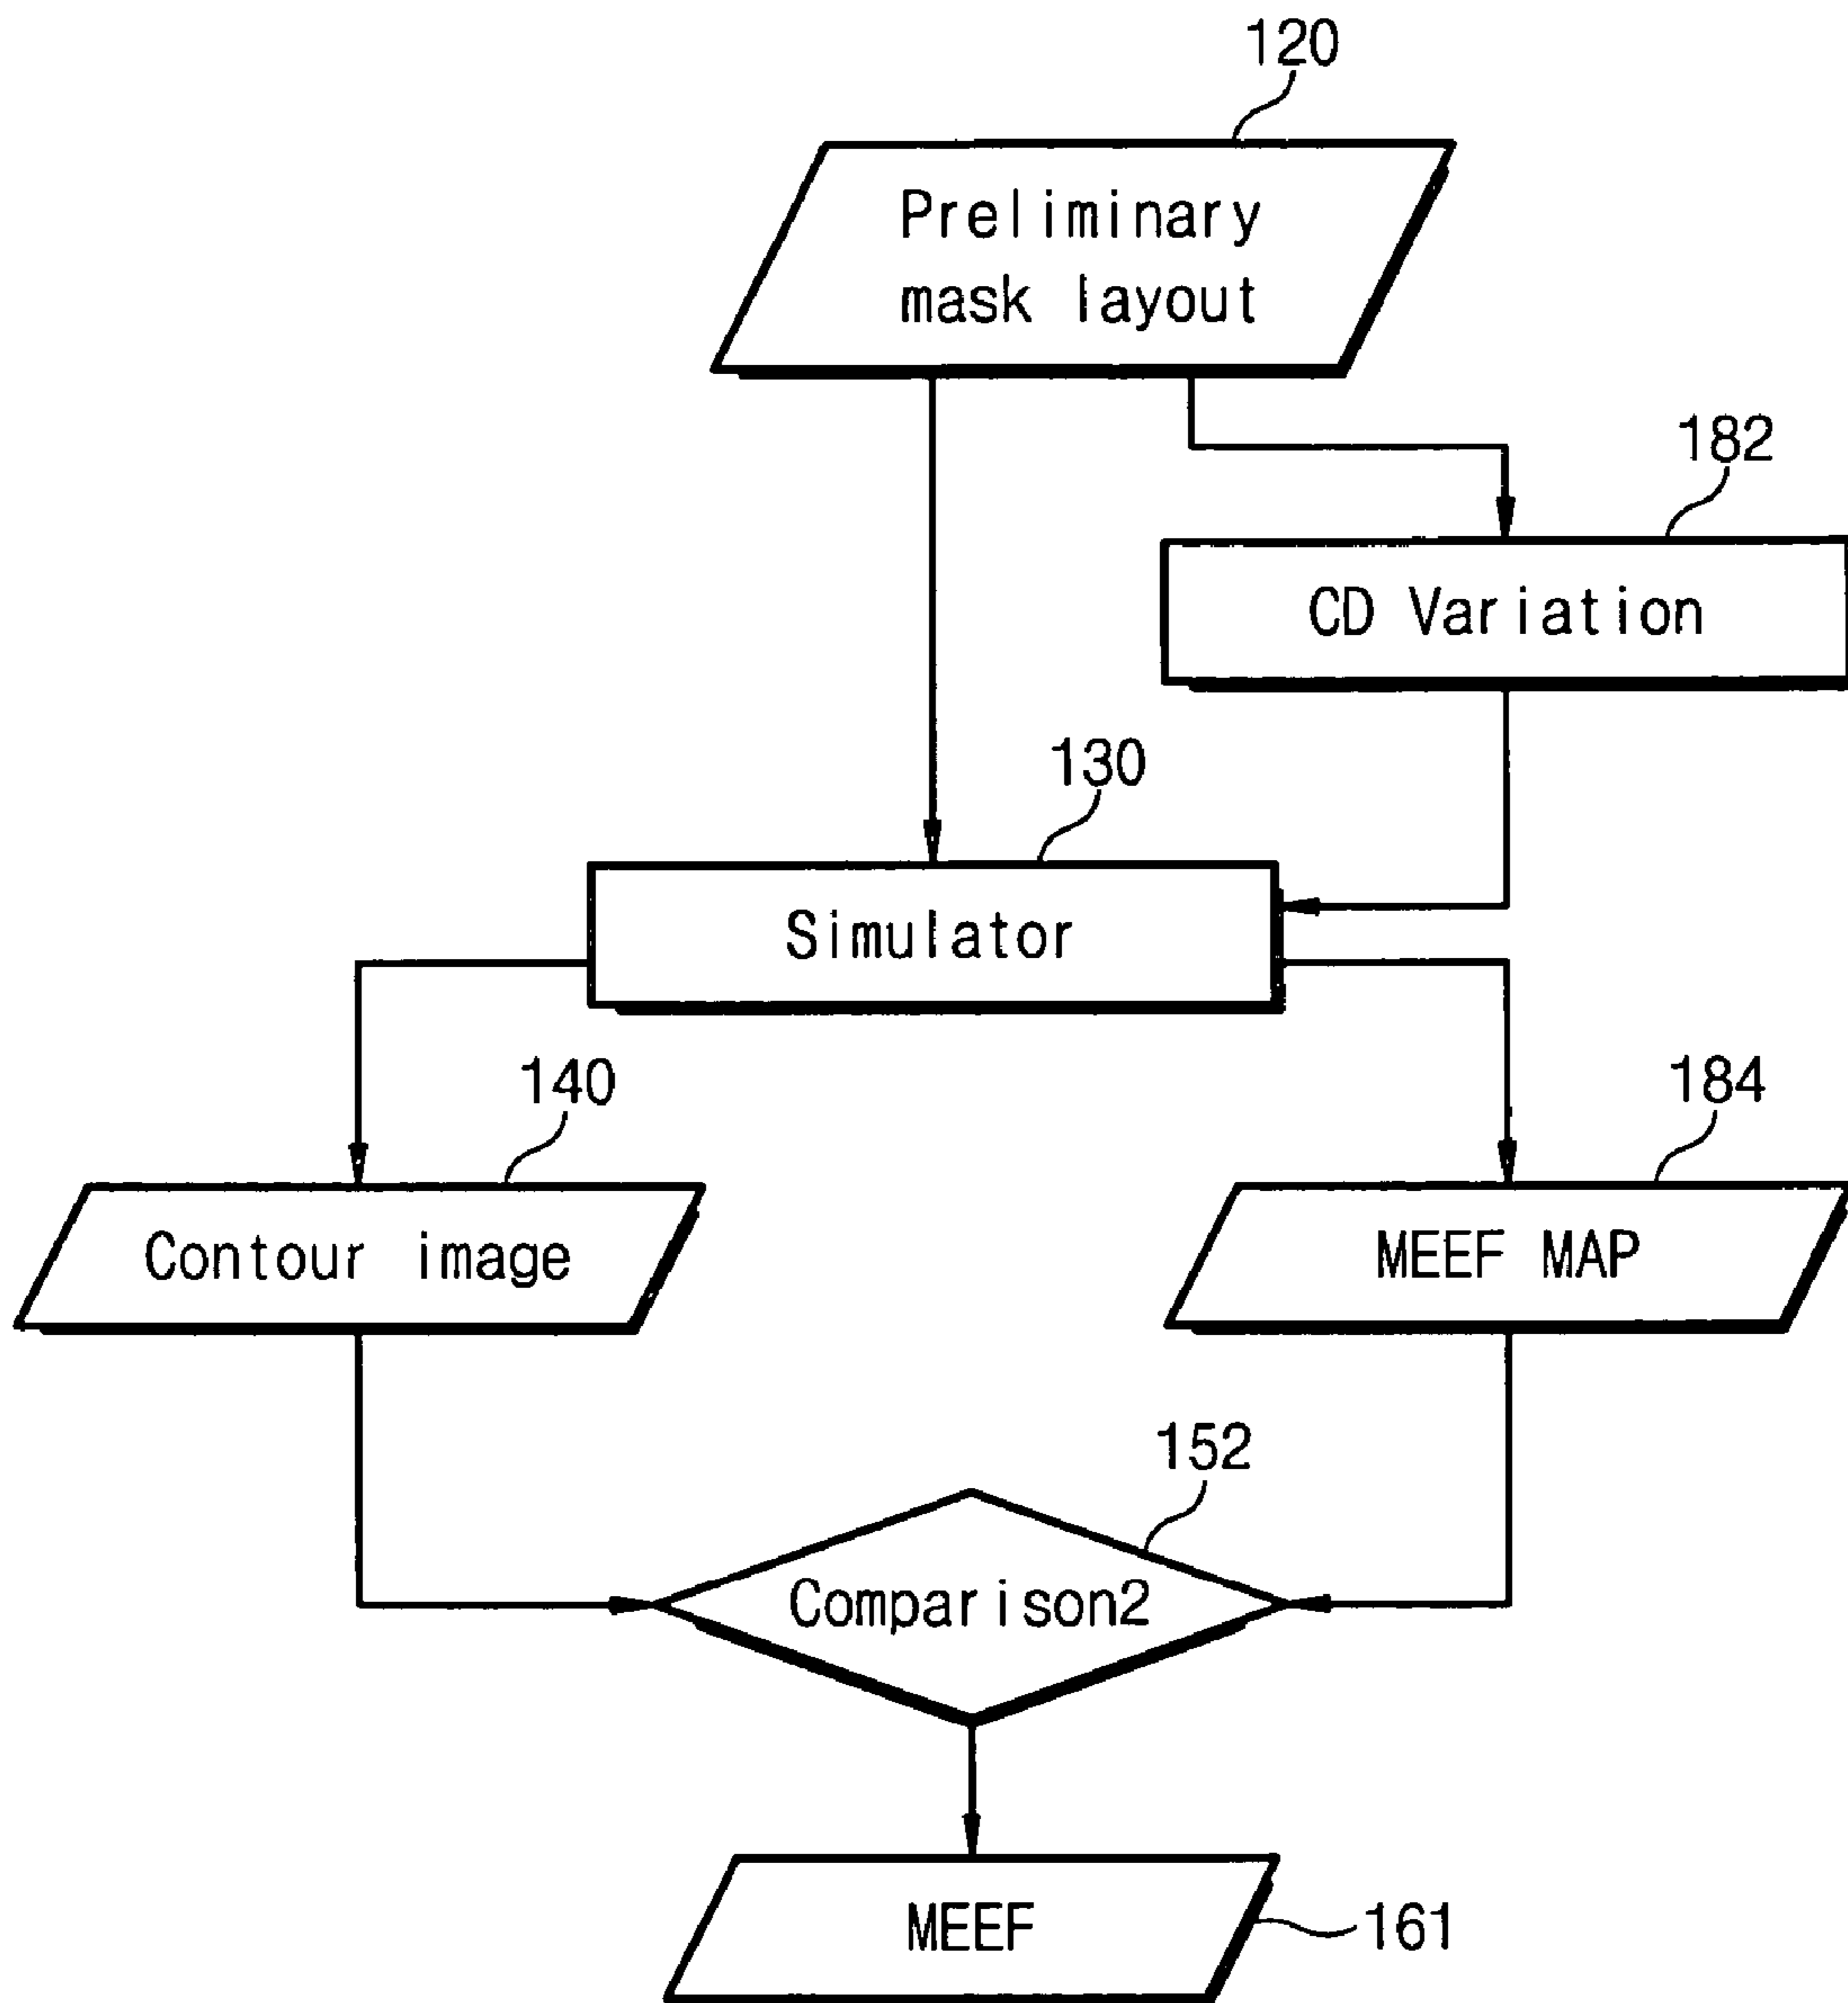 120
Preliminary
mask layout
182
CD Variation
130
Simulator
140
184
Contour image
MEEF MAP
152
Comparison2
MEEF
161